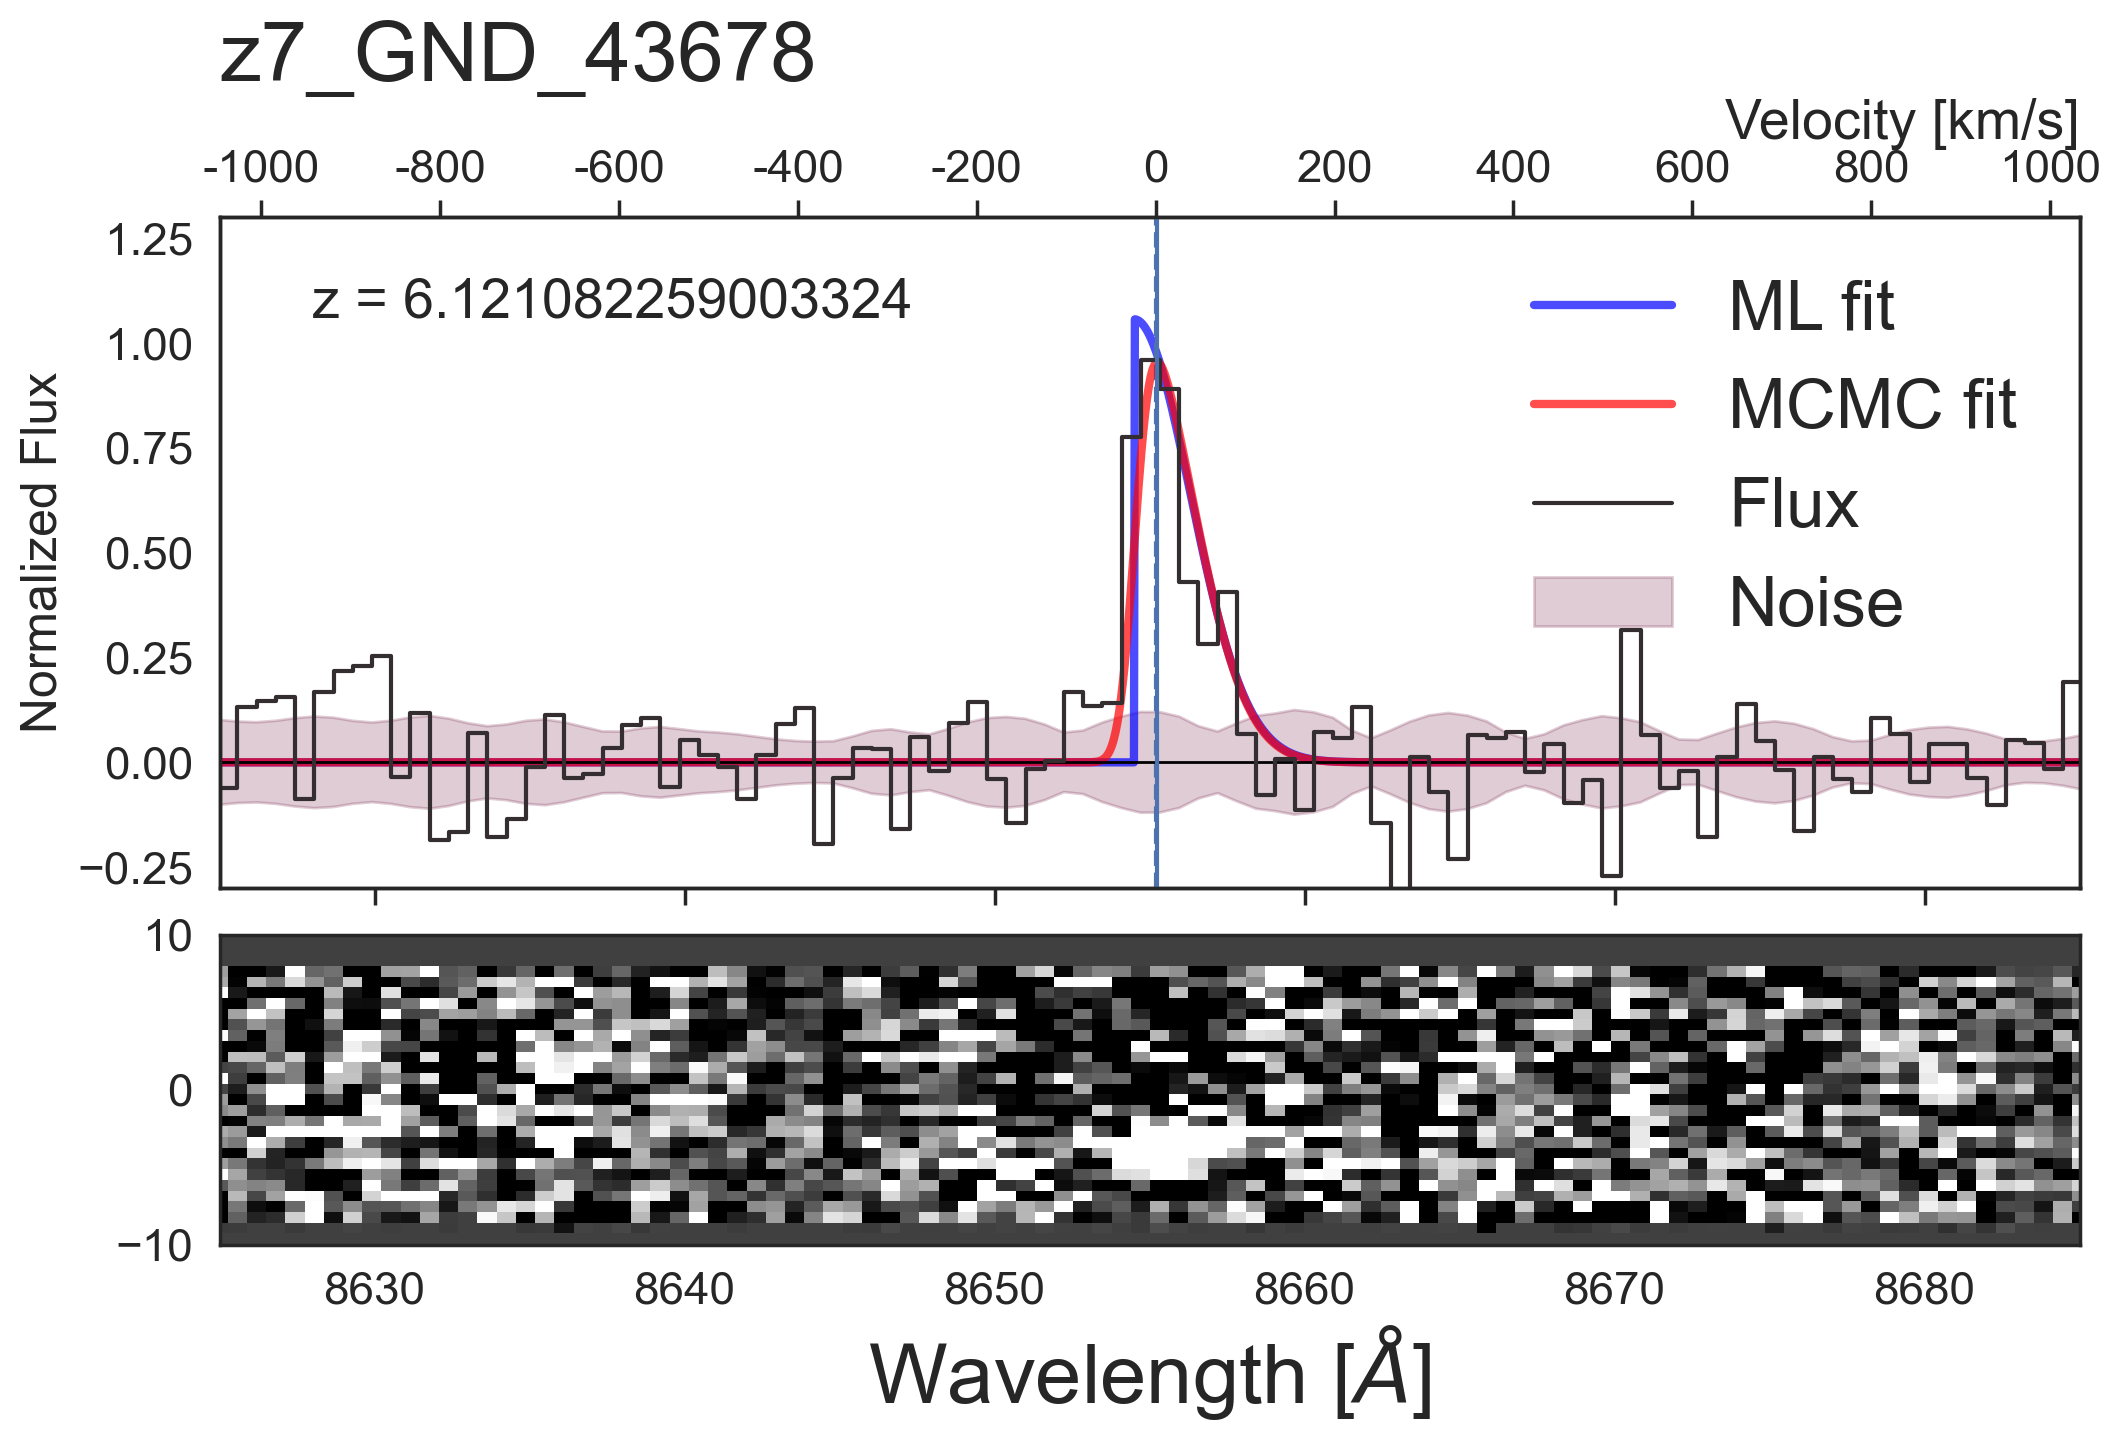 z7_GND_43678
Velocity [km/s]
-1000 -800 -600 -400 -200 0 200 400 600 800 1000
1.25
1.00
0.75
0.50
0.25
0.00
−0.25
Normalized Flux
z = 6.121082259003324
ML fit
MCMC fit
Flux
Noise
10
0
−10
8630 8640 8650 8660 8670 8680
Wavelength [Å]